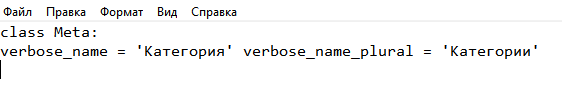 Файл Правка Формат Вид Справка
class Meta:
verbose_name = 'Категория' verbose_name_plural = 'Категории'